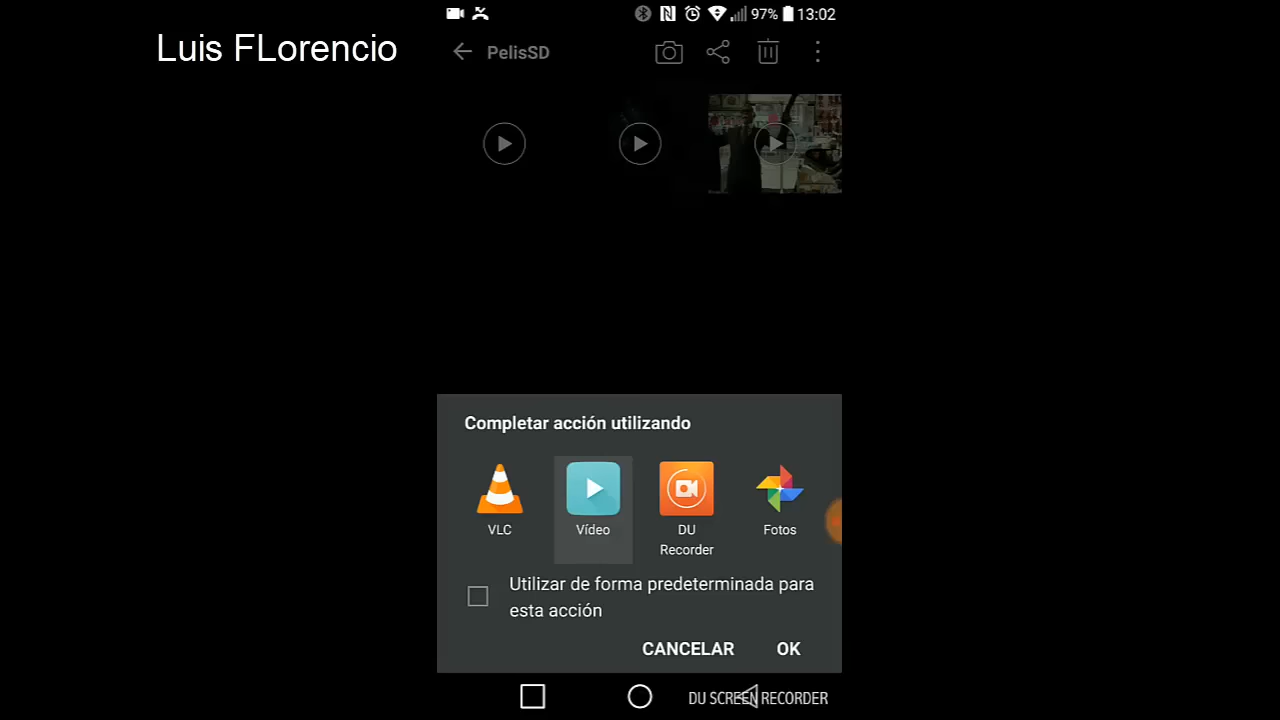 Luis FLorencio
97% 13:02
PelisSD
Completar acción utilizando
VLC
Vídeo
DU
Recorder
Fotos
Utilizar de forma predeterminada para
esta acción
CANCELAR OK
DU SCREEN RECORDER